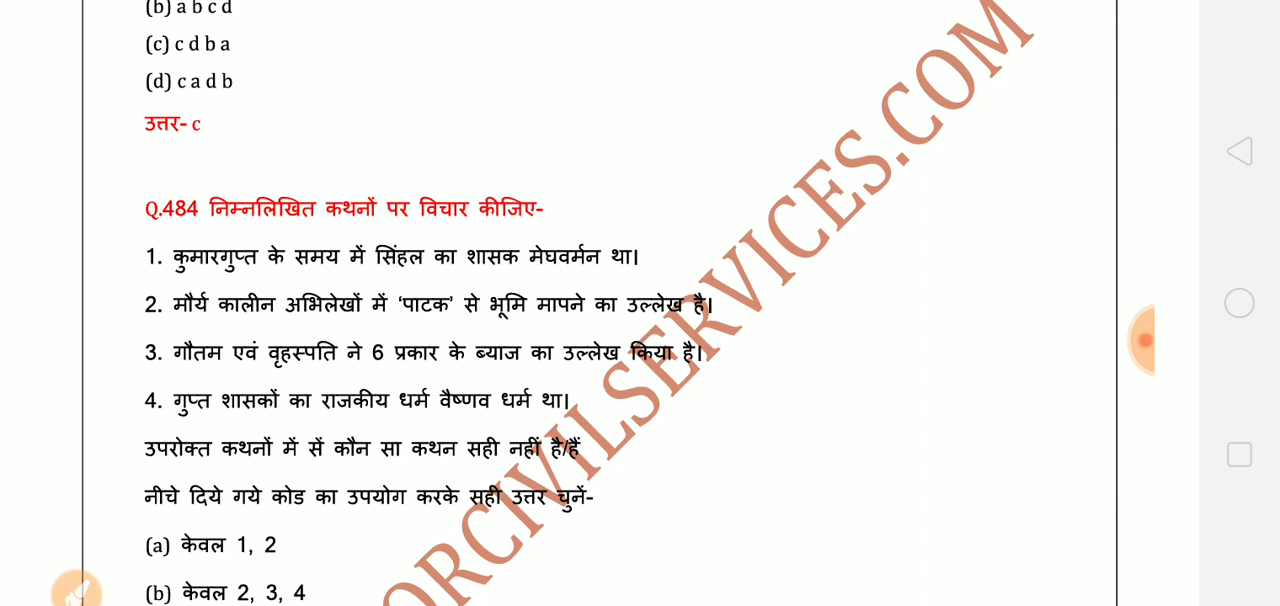 (b) a b c d
(c) c d b a
(d) c a d b
उत्तर- c
Q.484 निम्नलिखित कथनों पर विचार कीजिए-
1. कुमारगुप्त के समय में सिंहल का शासक मेघवर्मन था।
2. मौर्य कालीन अभिलेखों में ‘पाटक’ से भूमि मापने का उल्लेख है।
3. गौतम एवं वृहस्पति ने 6 प्रकार के ब्याज का उल्लेख किया है।
4. गुप्त शासकों का राजकीय धर्म वैष्णव धर्म था।
उपरोक्त कथनों में सें कौन सा कथन सही नहीं है/हैं
नीचे दिये गये कोड का उपयोग करके सही उत्तर चुनें-
(a) केवल 1, 2
(b) केवल 2, 3, 4
ORCIVILSERVICES.COM